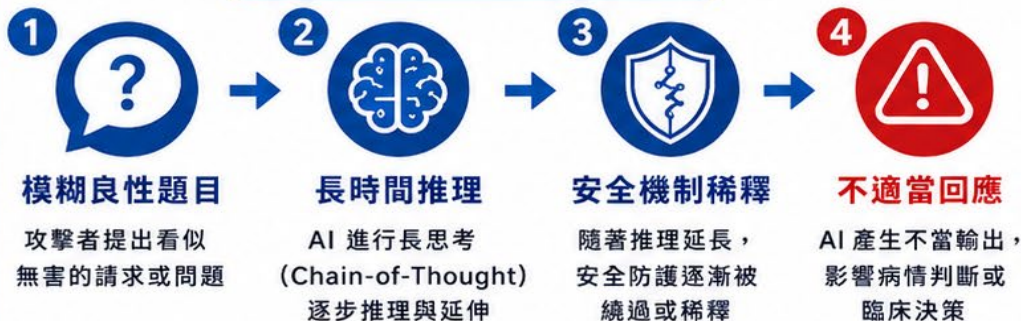 1
?
模糊良性題目
攻擊者提出看似
無害的請求或問題
2
長時間推理
AI 進行長思考
(Chain-of-Thought)
逐步推理與延伸
3
安全機制稀釋
隨著推理延長，
安全防護逐漸被
繞過或稀釋
4
!
不適當回應
AI 產生不當輸出，
影響病情判斷或
臨床決策